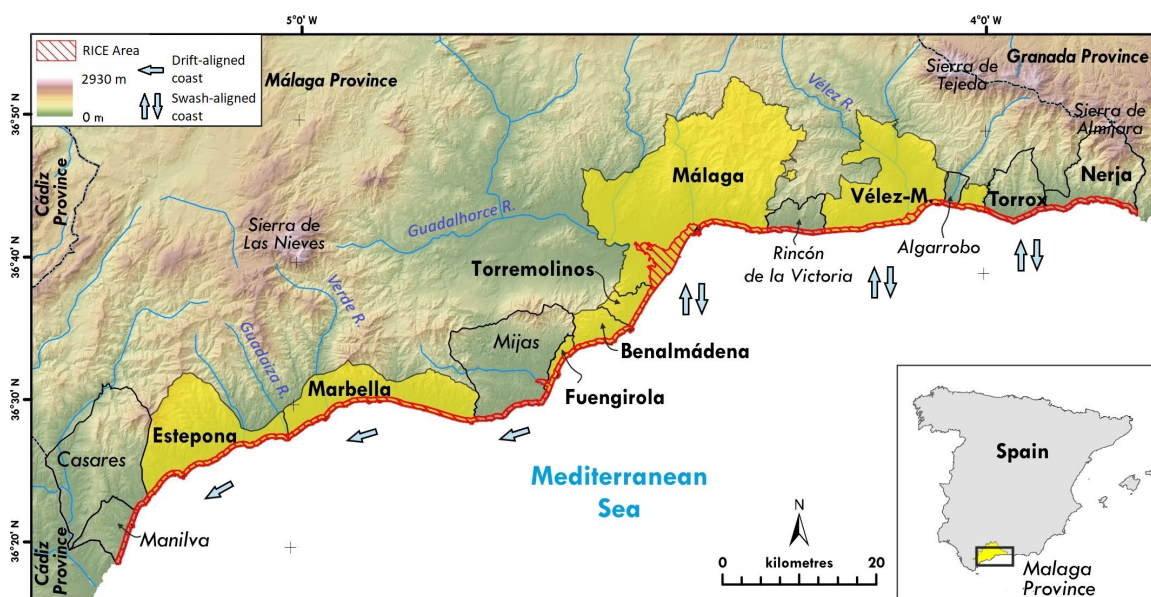 5°0' W
4°0' W
RICE Area
2930 m
0 m
Drift-aligned
coast
Swash-aligned
coast
Málaga Province
Granada Province
Sierra de
Tejeda
Sierra de
Almijara
36°50' N
36°40' N
36°30' N
36°20' N
Cádiz
Province
Vélez R.
Málaga
Vélez-M.
Torrox
Nerja
Guadalhorce R.
Sierra de
Las Nieves
Rincón
de la Victoria
Algarrobo
Torremolinos
Verde R.
Guadaiza R.
Mijas
Benalmádena
Fuengirola
Marbella
Estepona
Casares
Manilva
Cádiz
Province
Mediterranean
Sea
N
kilometres
0
20
Spain
Malaga
Province